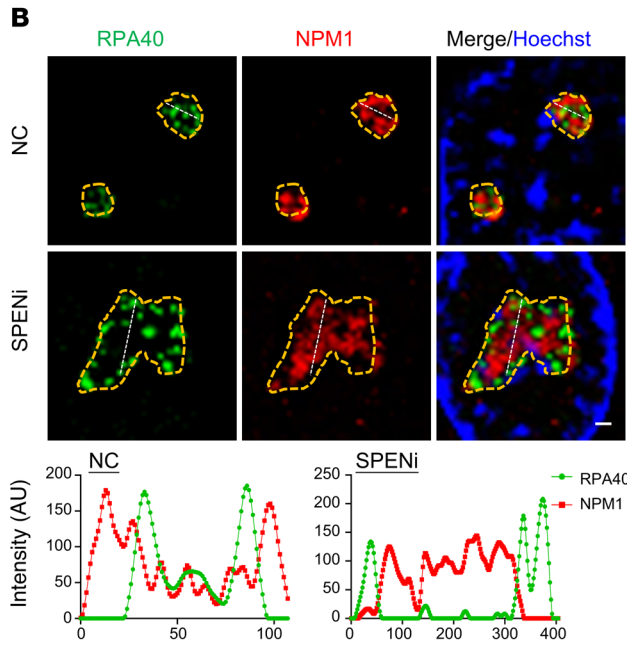 B
RPA40 NPM1 Merge/Hoechst
NC
SPENi
NC SPENi
Intensity (AU)
200
150
100
50
0
0 50 100
250
200
150
100
50
0
0 100 200 300 400
RPA40
NPM1